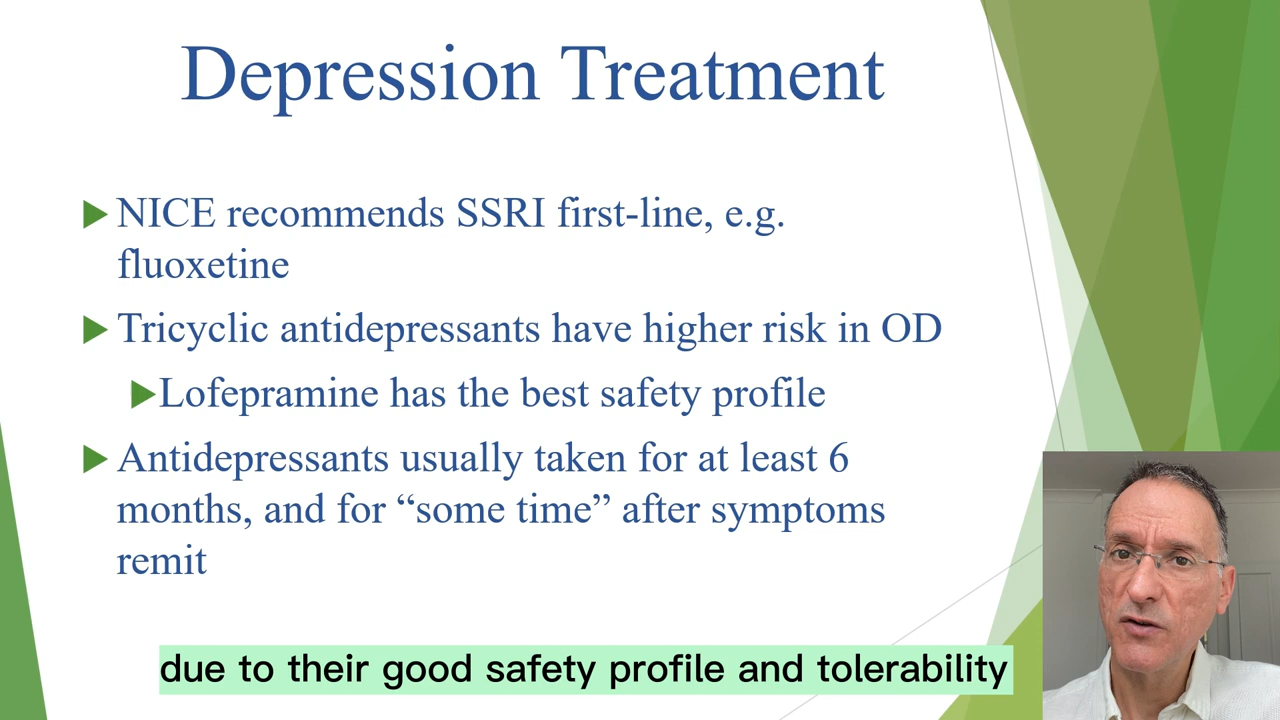 Depression Treatment
NICE recommends SSRI first-line, e.g.
fluoxetine
Tricyclic antidepressants have higher risk in OD
Lofepramine has the best safety profile
Antidepressants usually taken for at least 6
months, and for “some time” after symptoms
remit
due to their good safety profile and tolerability